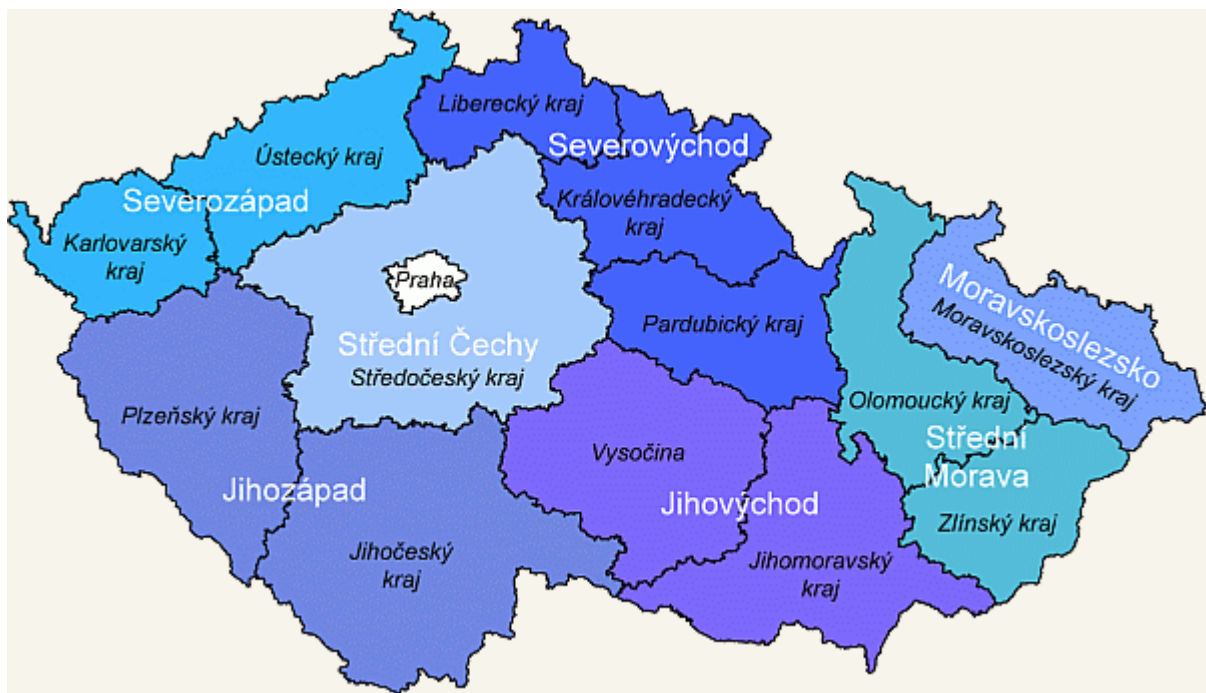 Liberecký kraj
Severovýchod
Ústecký kraj
Severozápad
Karlovarský
kraj
Královéhradecký
kraj
Praha
Střední Čechy
Středočeský kraj
Pardubický kraj
Moravskoslezsko
Moravskoslezský kraj
Plzeňský kraj
Olomoucký kraj
Střední
Morava
Vysočina
Jihozápad
Jihovýchod
Zlínský kraj
Jihočeský
kraj
Jihomoravský
kraj